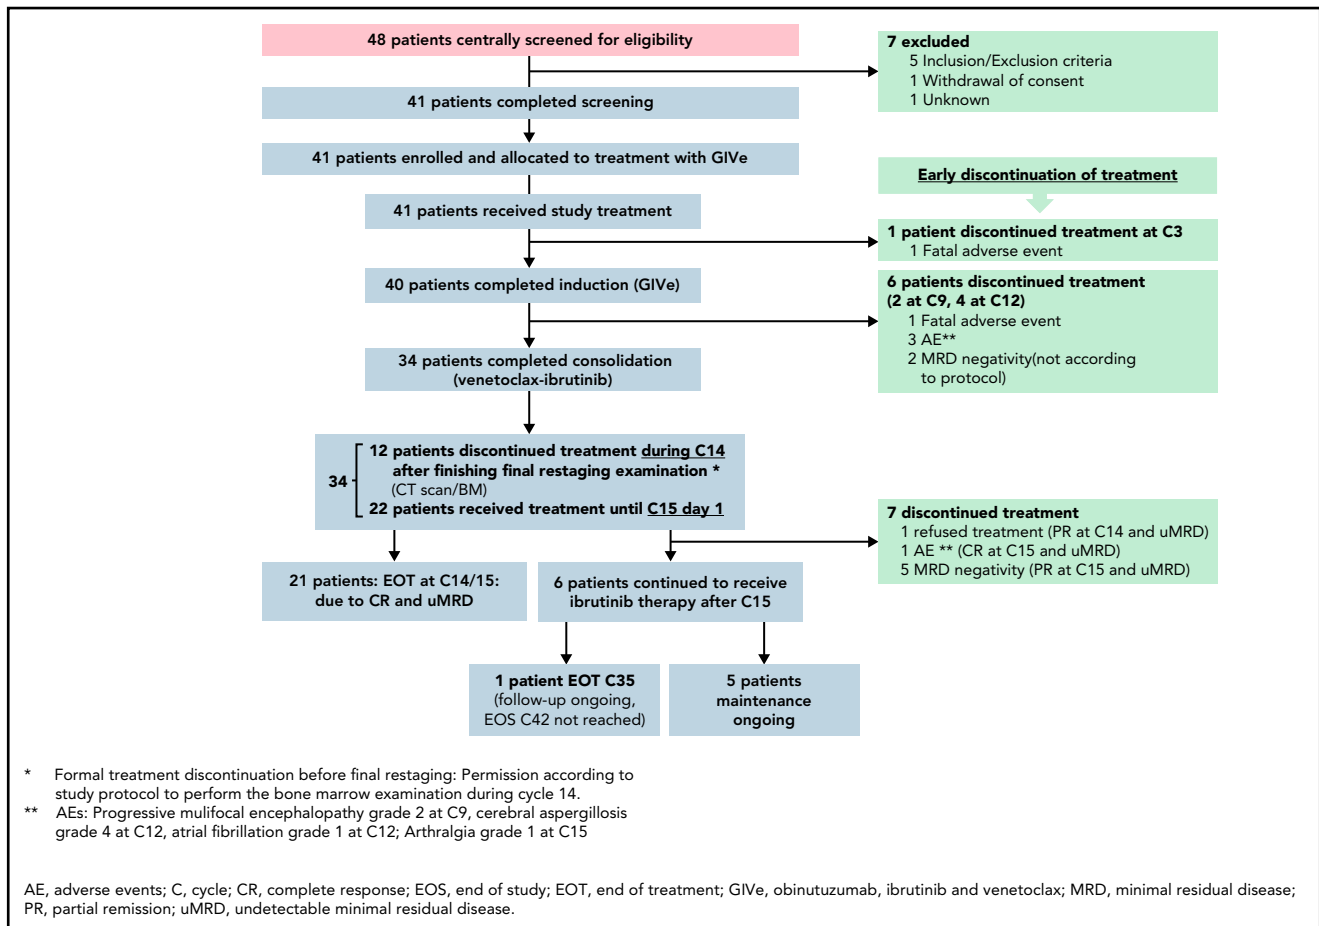 48 patients centrally screened for eligibility
7 excluded
5 Inclusion/Exclusion criteria
1 Withdrawal of consent
1 Unknown
41 patients completed screening
41 patients enrolled and allocated to treatment with GIVe
Early discontinuation of treatment
41 patients received study treatment
1 patient discontinued treatment at C3
1 Fatal adverse event
40 patients completed induction (GIVe)
6 patients discontinued treatment
(2 at C9, 4 at C12)
1 Fatal adverse event
3 AE**
2 MRD negativity(not according
to protocol)
34 patients completed consolidation
(venetoclax-ibrutinib)
34
12 patients discontinued treatment during C14
after finishing final restaging examination *
(CT scan/BM)
22 patients received treatment until C15 day 1
7 discontinued treatment
1 refused treatment (PR at C14 and uMRD)
1 AE ** (CR at C15 and uMRD)
5 MRD negativity (PR at C15 and uMRD)
21 patients: EOT at C14/15:
due to CR and uMRD
6 patients continued to receive
ibrutinib therapy after C15
1 patient EOT C35
(follow-up ongoing,
EOS C42 not reached)
5 patients
maintenance
ongoing
* Formal treatment discontinuation before final restaging: Permission according to
study protocol to perform the bone marrow examination during cycle 14.
** AEs: Progressive mulifocal encephalopathy grade 2 at C9, cerebral aspergillosis
grade 4 at C12, atrial fibrillation grade 1 at C12; Arthralgia grade 1 at C15
AE, adverse events; C, cycle; CR, complete response; EOS, end of study; EOT, end of treatment; GIVe, obinutuzumab, ibrutinib and venetoclax; MRD, minimal residual disease;
PR, partial remission; uMRD, undetectable minimal residual disease.